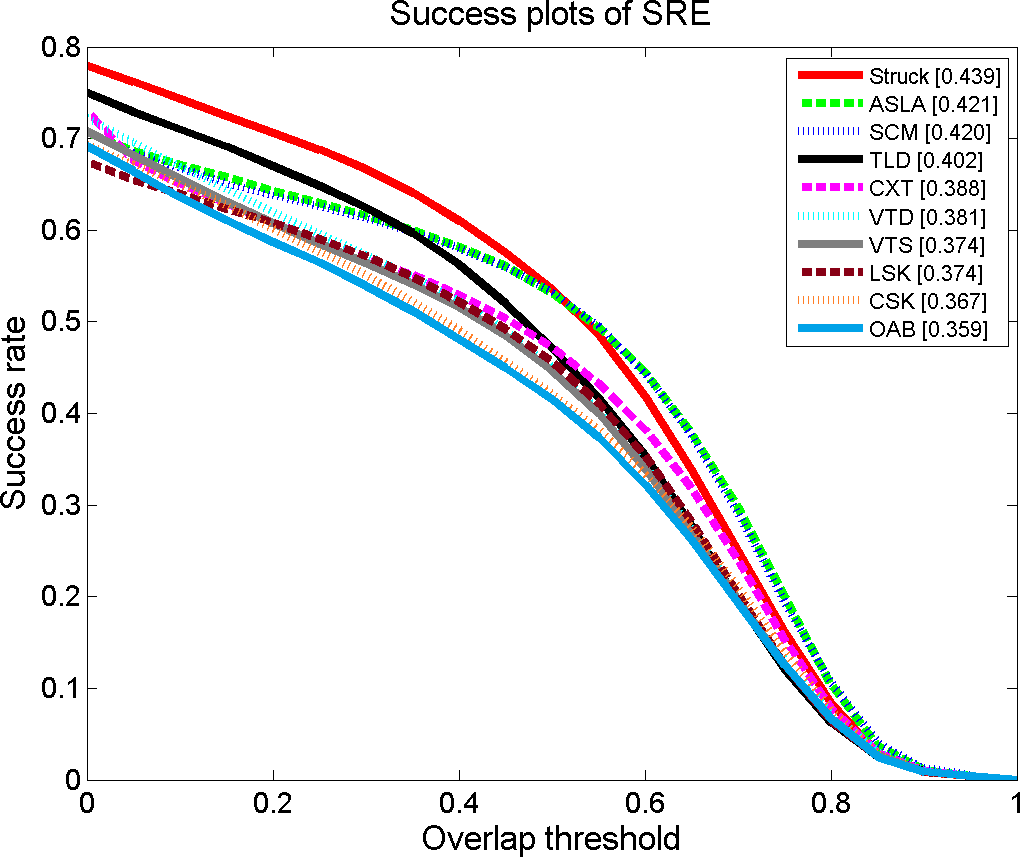 Success plots of SRE
0.8
0.7
0.6
0.5
0.4
0.3
0.2
0.1
0
Success rate
Struck [0.439]
ASLA [0.421]
SCM [0.420]
TLD [0.402]
CXT [0.388]
VTD [0.381]
VTS [0.374]
LSK [0.374]
CSK [0.367]
OAB [0.359]
0 0.2 0.4 0.6 0.8 1
Overlap threshold